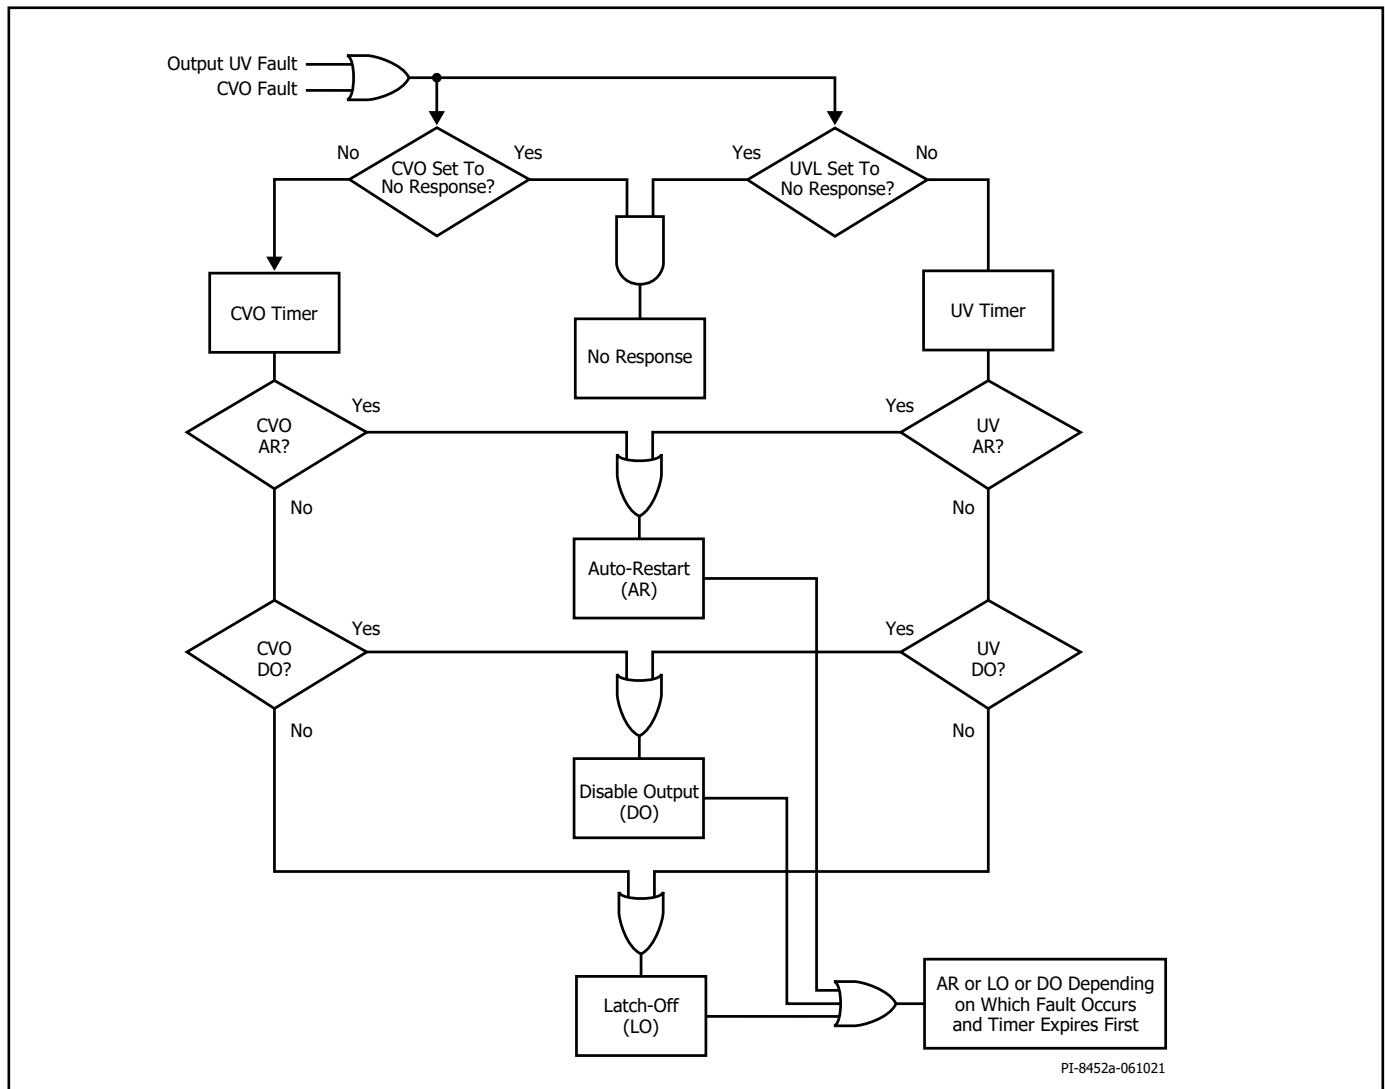 Output UV Fault
CVO Fault
No
Yes
Yes
No
CVO Set To
No Response?
UVL Set To
No Response?
CVO Timer
UV Timer
No Response
Yes
Yes
CVO
AR?
UV
AR?
No
No
Auto-Restart
(AR)
Yes
Yes
CVO
DO?
UV
DO?
No
No
Disable Output
(DO)
Latch-Off
(LO)
AR or LO or DO Depending
on Which Fault Occurs
and Timer Expires First
PI-8452a-061021